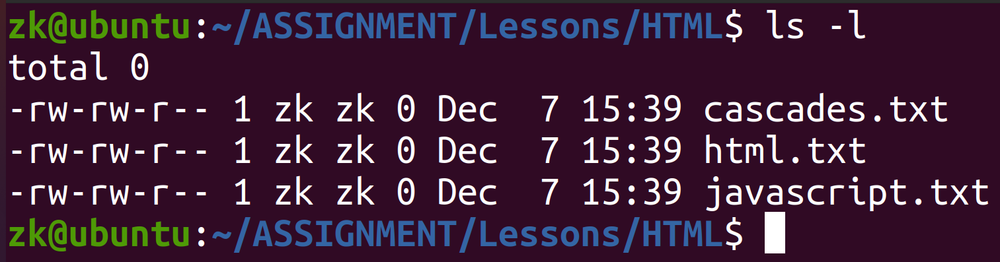 zk@ubuntu:~/ASSIGNMENT/Lessons/HTML$ ls -l
total 0
-rw-rw-r-- 1 zk zk 0 Dec  7 15:39 cascades.txt
-rw-rw-r-- 1 zk zk 0 Dec  7 15:39 html.txt
-rw-rw-r-- 1 zk zk 0 Dec  7 15:39 javascript.txt
zk@ubuntu:~/ASSIGNMENT/Lessons/HTML$